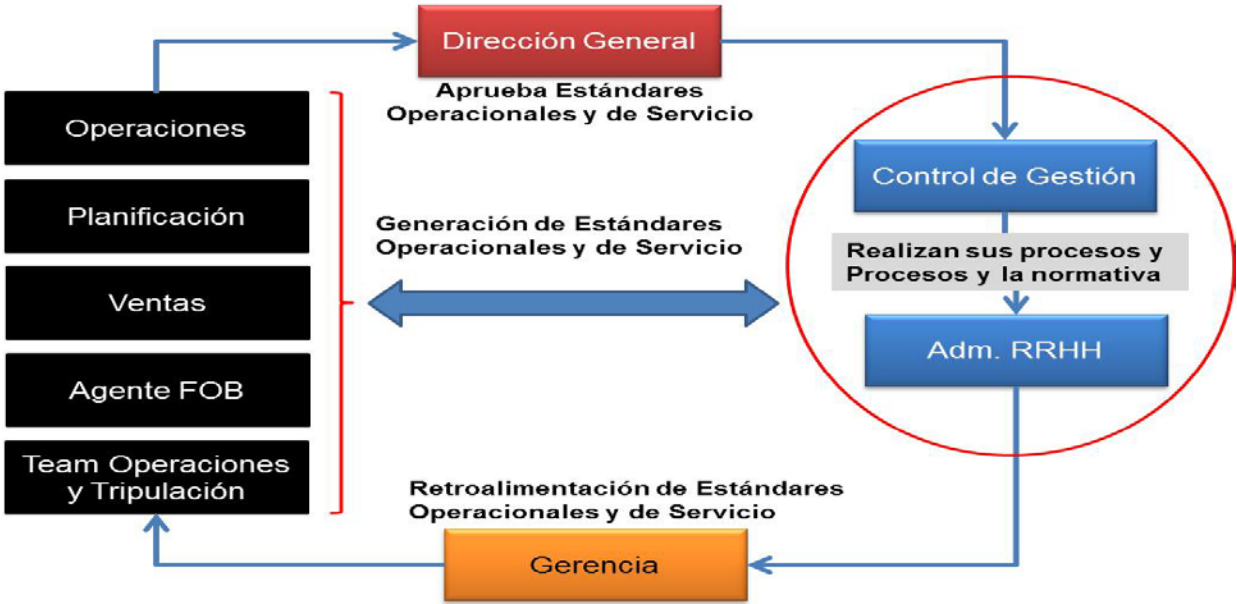 Dirección General
Aprueba Estándares
Operacionales y de Servicio
Operaciones
Planificación
Ventas
Agente FOB
Team Operaciones
y Tripulación
Generación de Estándares
Operacionales y de Servicio
Control de Gestión
Realizan sus procesos y
Procesos y la normativa
Adm. RRHH
Retroalimentación de Estándares
Operacionales y de Servicio
Gerencia